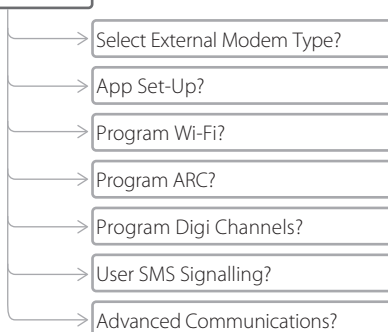 Select External Modem Type?
App Set-Up?
Program Wi-Fi?
Program ARC?
Program Digi Channels?
User SMS Signalling?
Advanced Communications?